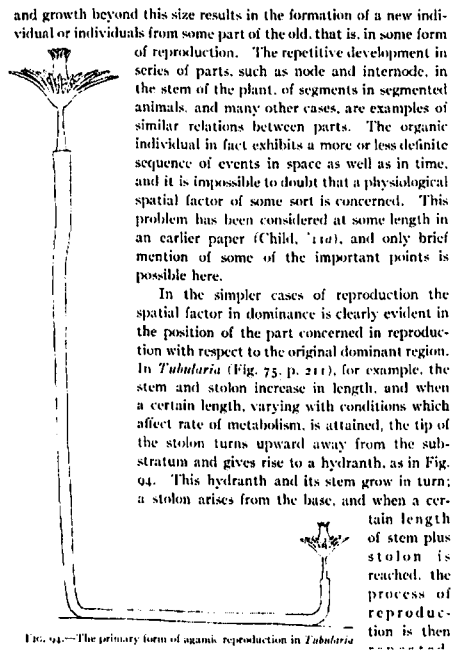 and growth beyond this size results in the formation of a new indi-
vidual or individuals from some part of the old, that is, in some form
of reproduction. The repetitive development in
series of parts, such as node and internode, in
the stem of the plant, of segments in segmented
animals, and many other cases, are examples of
similar relations between parts. The organic
individual in fact exhibits a more or less definite
sequence of events in space as well as in time,
and it is impossible to doubt that a physiological
spatial factor of some sort is concerned. This
problem has been considered at some length in
an earlier paper (Child, '11a), and only brief
mention of some of the important points is
possible here.
In the simpler cases of reproduction the
spatial factor in dominance is clearly evident in
the position of the part concerned in reproduc-
tion with respect to the original dominant region.
In Tubularia (Fig. 75, p. 211), for example, the
stem and stolon increase in length, and when
a certain length, varying with conditions which
affect rate of metabolism, is attained, the tip of
the stolon turns upward away from the sub-
stratum and gives rise to a hydranth, as in Fig.
94. This hydranth and its stem grow in turn;
a stolon arises from the base, and when a cer-
tain length
of stem plus
stolon is
reached, the
process of
reproduc-
tion is then
repeated.
Fig. 94.—The primary form of agamic reproduction in Tubularia